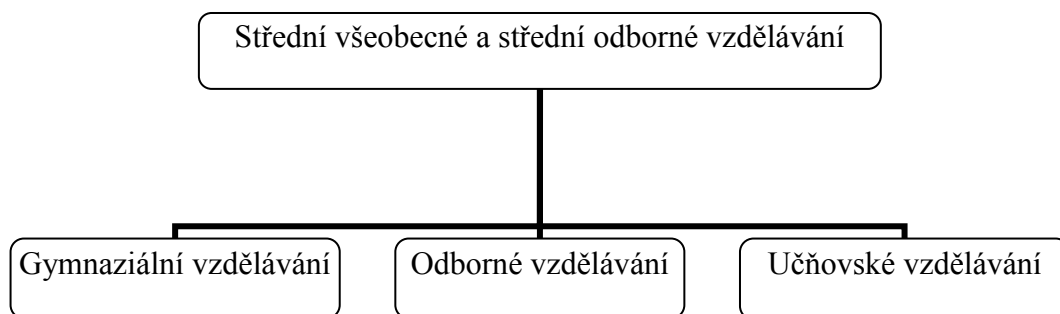 Střední všeobecné a střední odborné vzdělávání
Gymnaziální vzdělávání
Odborné vzdělávání
Učňovské vzdělávání